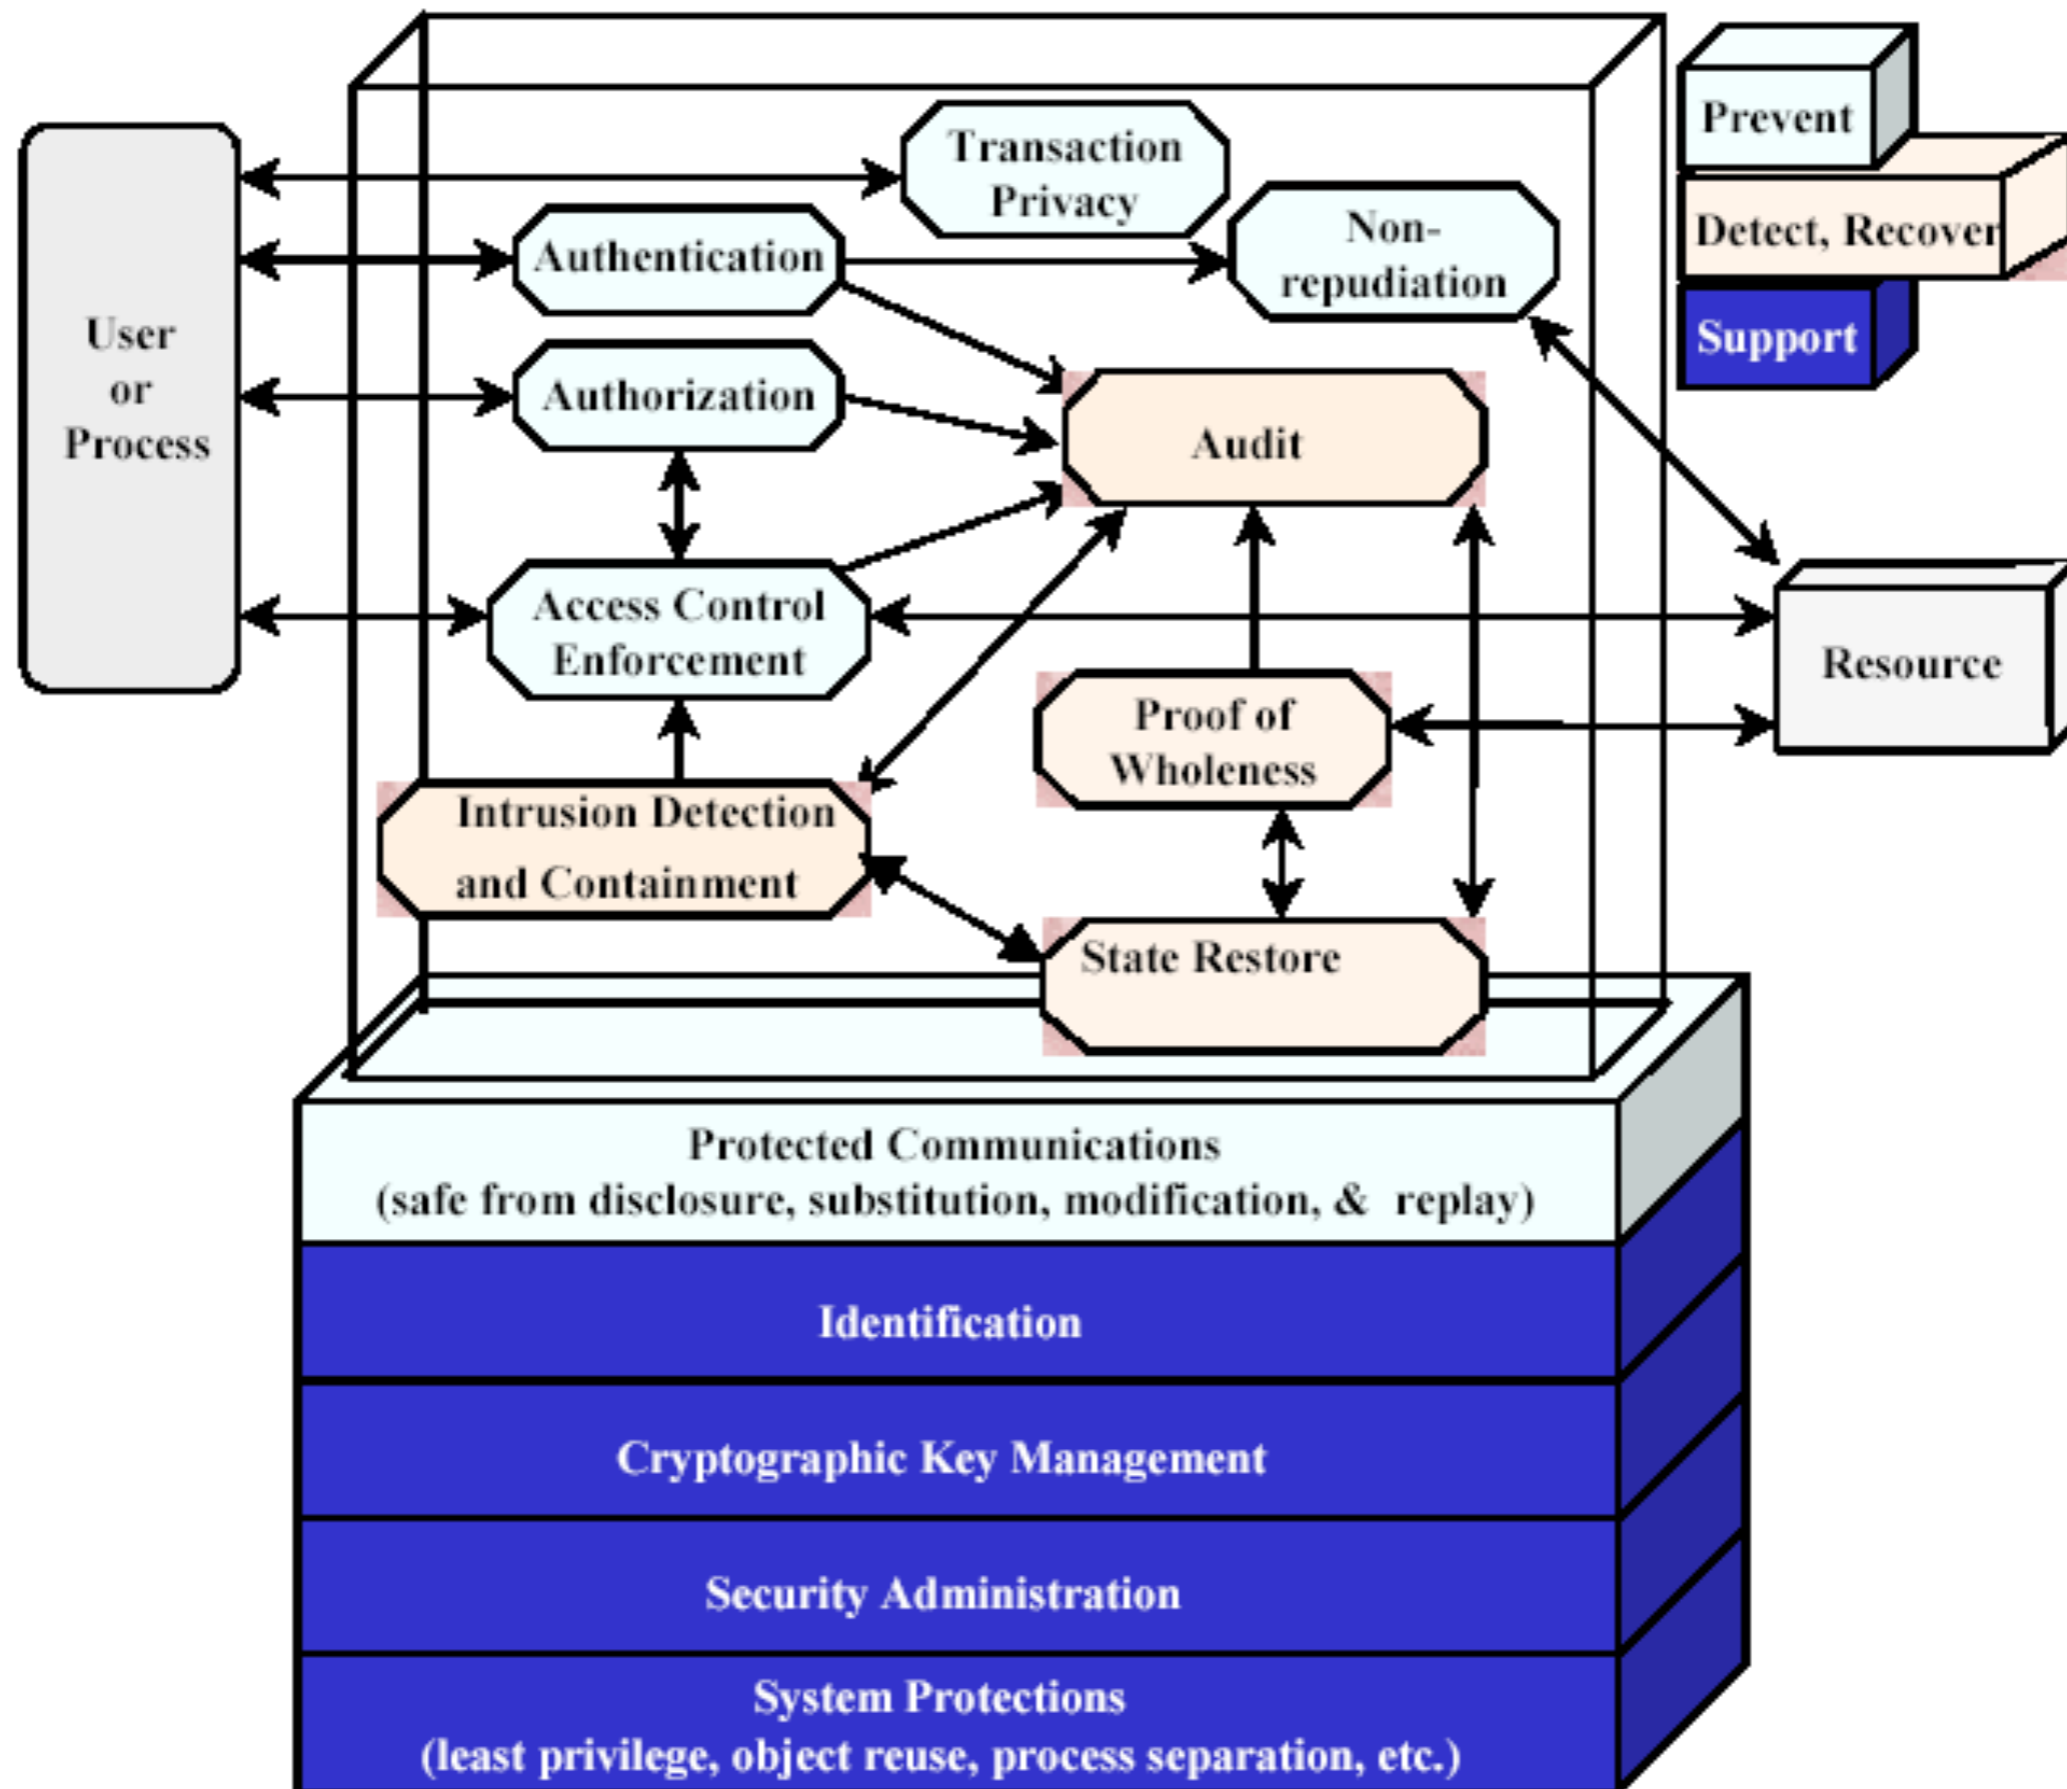 Transaction
Privacy
Prevent
Non-
repudiation
Detect, Recover
Authentication
Support
User
or
Process
Authorization
Audit
Access Control
Enforcement
Resource
Proof of
Wholeness
Intrusion Detection
and Containment
State Restore
Protected Communications
(safe from disclosure, substitution, modification, & replay)
Identification
Cryptographic Key Management
Security Administration
System Protections
(least privilege, object reuse, process separation, etc.)